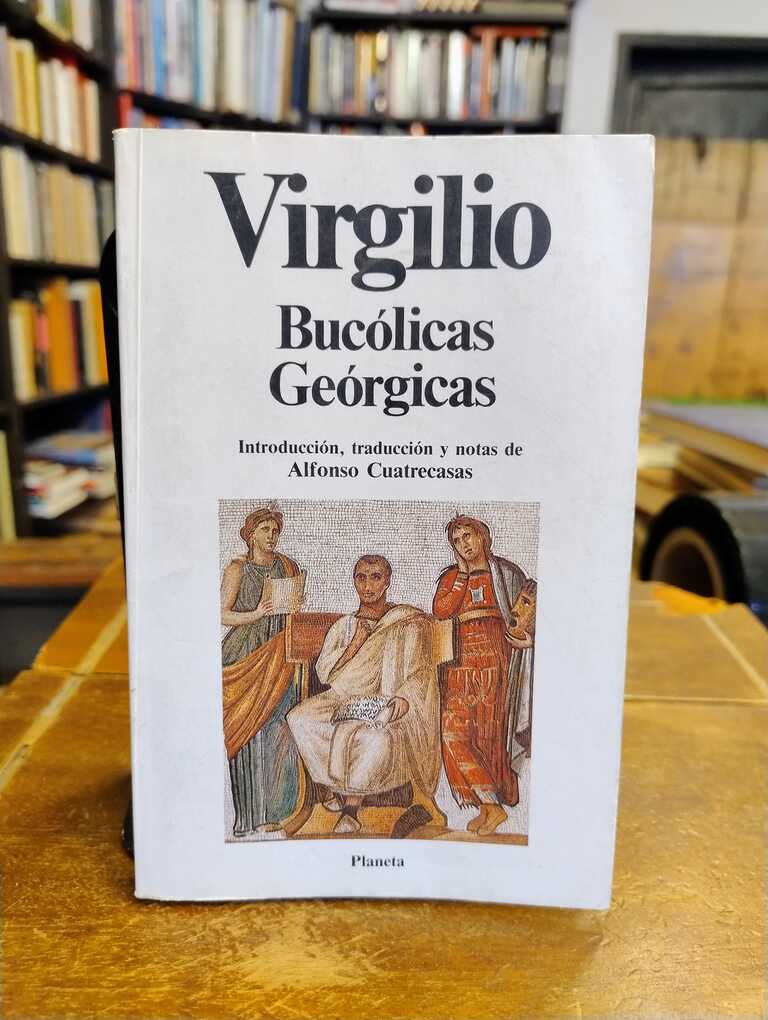 Virgilio
Bucólicas
Geórgicas
Introducción, traducción y notas de
Alfonso Cuatrecasas
Planeta